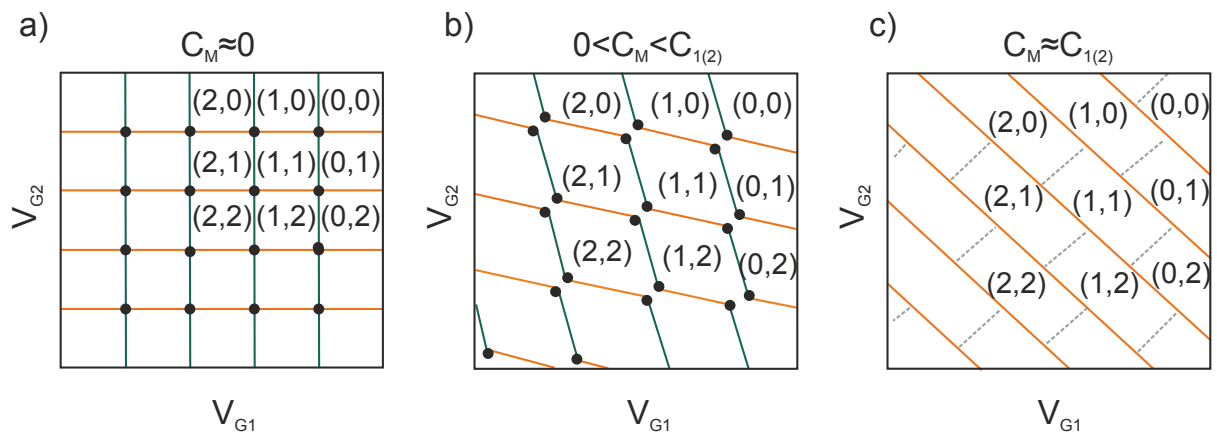 a)
C_M≈0
(2,0) (1,0) (0,0)
(2,1) (1,1) (0,1)
(2,2) (1,2) (0,2)
V_G2
V_G1
b)
0<C_M<C_1(2)
(2,0) (1,0) (0,0)
(2,1) (1,1) (0,1)
(2,2) (1,2) (0,2)
V_G2
V_G1
c)
C_M≈C_1(2)
(2,0) (1,0) (0,0)
(2,1) (1,1) (0,1)
(2,2) (1,2) (0,2)
V_G2
V_G1